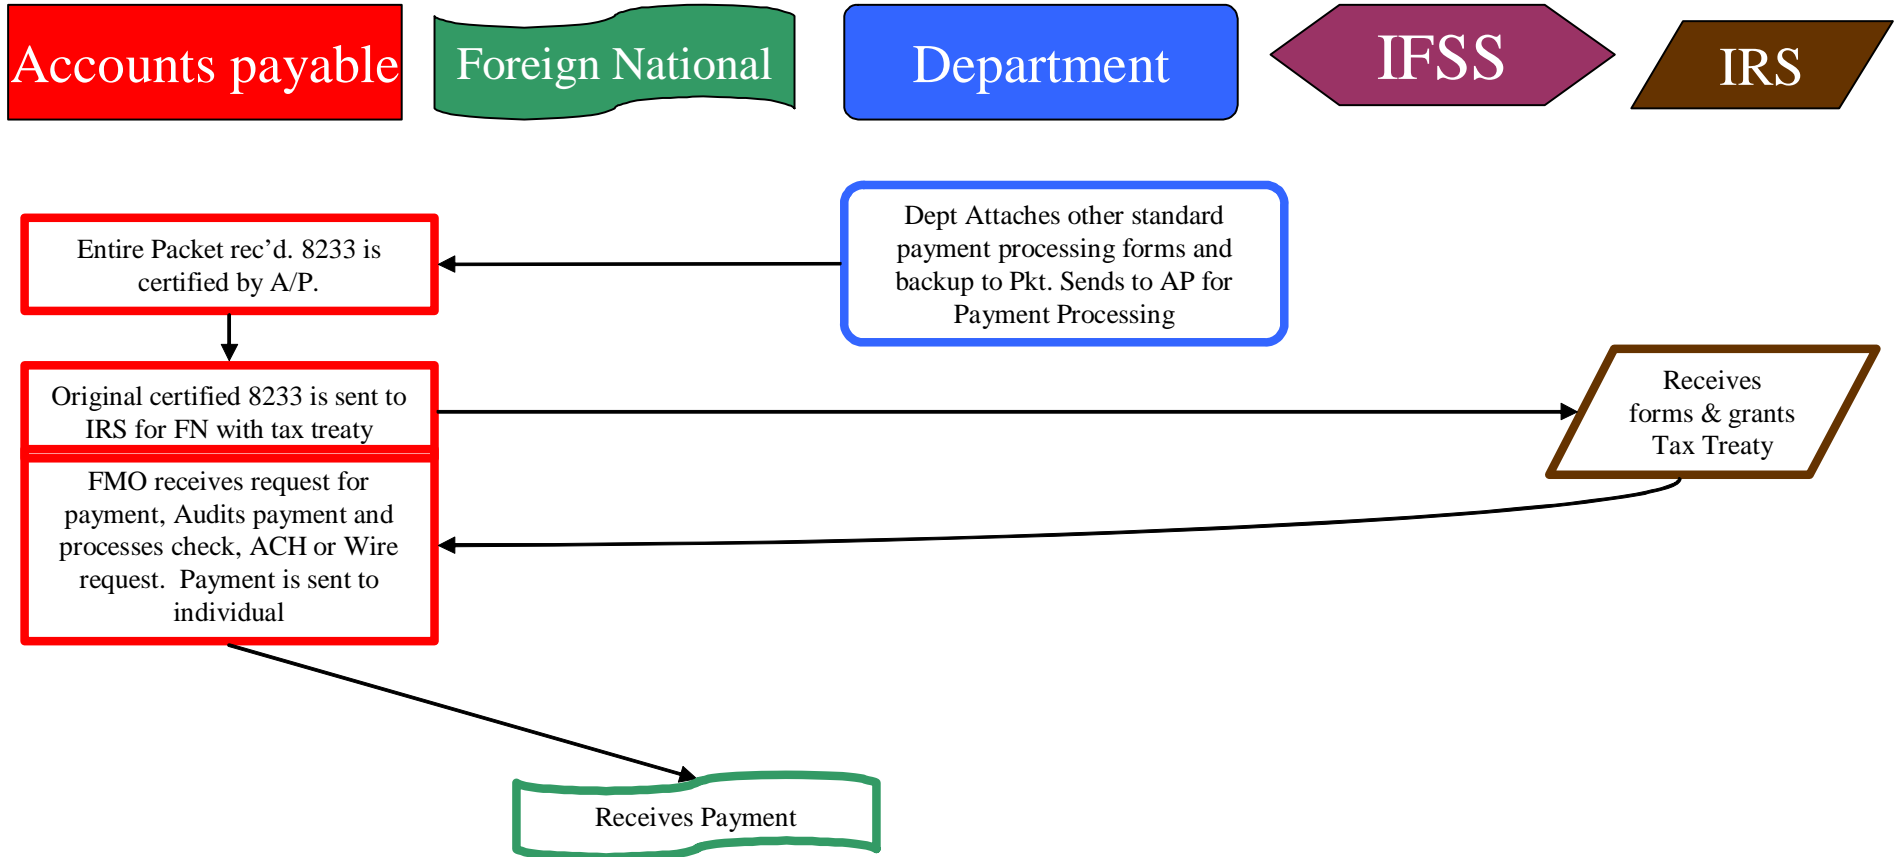 Accounts payable
Foreign National
Department
IFSS
IRS
Dept Attaches other standard
payment processing forms and
backup to Pkt. Sends to AP for
Payment Processing
Entire Packet rec’d. 8233 is
certified by A/P.
Original certified 8233 is sent to
IRS for FN with tax treaty
Receives
forms & grants
Tax Treaty
FMO receives request for
payment, Audits payment and
processes check, ACH or Wire
request.  Payment is sent to
individual
Receives Payment